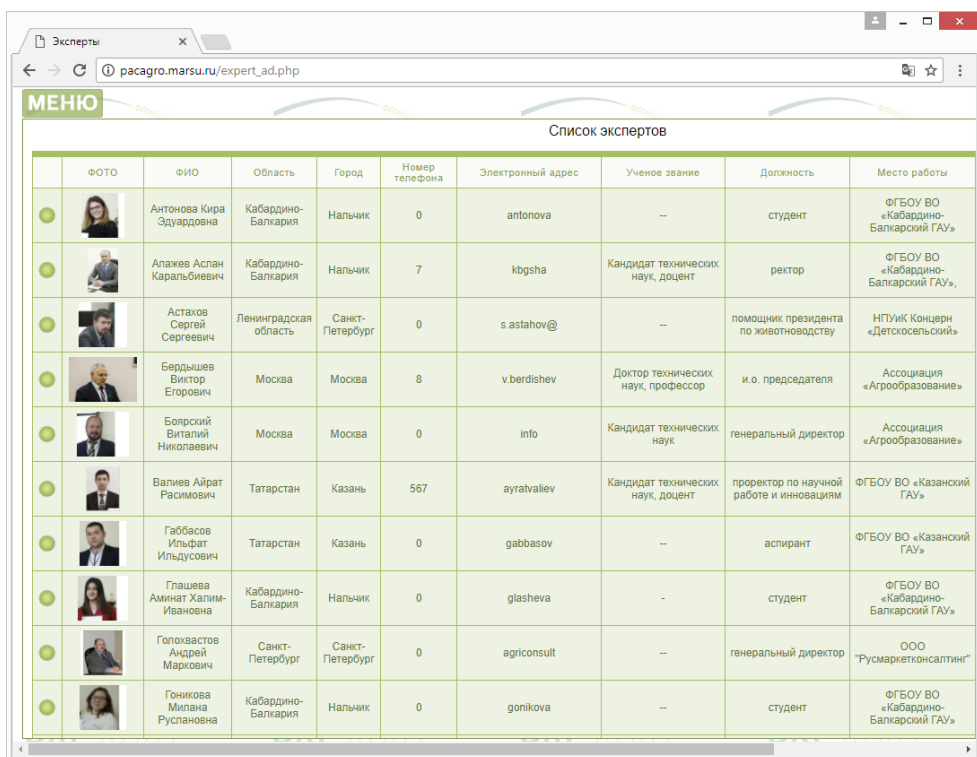 Эксперты
pacagro.marsu.ru/expert_ad.php
МЕНЮ
Список экспертов
ФОТО ФИО Область Город Номер телефона Электронный адрес Ученое звание Должность Место работы
Антонова Кира Эдуардовна Кабардино-Балкария Нальчик 0 antonova -- студент ФГБОУ ВО «Кабардино-Балкарский ГАУ»
Апажев Аслан Каральбиевич Кабардино-Балкария Нальчик 7 kbgsha Кандидат технических наук, доцент ректор ФГБОУ ВО «Кабардино-Балкарский ГАУ»,
Астахов Сергей Сергеевич Ленинградская область Санкт-Петербург 0 s.astahov@ -- помощник президента по животноводству НПУиК Концерн «Детскосельский»
Бердышев Виктор Егорович Москва Москва 8 v.berdishev Доктор технических наук, профессор и.о. председателя Ассоциация «Агрообразование»
Боярский Виталий Николаевич Москва Москва 0 info Кандидат технических наук генеральный директор Ассоциация «Агрообразование»
Валиев Айрат Расимович Татарстан Казань 567 ayratvaliev Кандидат технических наук, доцент проректор по научной работе и инновациям ФГБОУ ВО «Казанский ГАУ»
Габбасов Ильфат Ильдусович Татарстан Казань 0 gabbasov -- аспирант ФГБОУ ВО «Казанский ГАУ»
Глашева Аминат Халим-Ивановна Кабардино-Балкария Нальчик 0 glasheva - студент ФГБОУ ВО «Кабардино-Балкарский ГАУ»
Голохвастов Андрей Маркович Санкт-Петербург Санкт-Петербург 0 agriconsult -- генеральный директор ООО "Русмаркетконсалтинг"
Гоникова Милана Руслановна Кабардино-Балкария Нальчик 0 gonikova -- студент ФГБОУ ВО «Кабардино-Балкарский ГАУ»